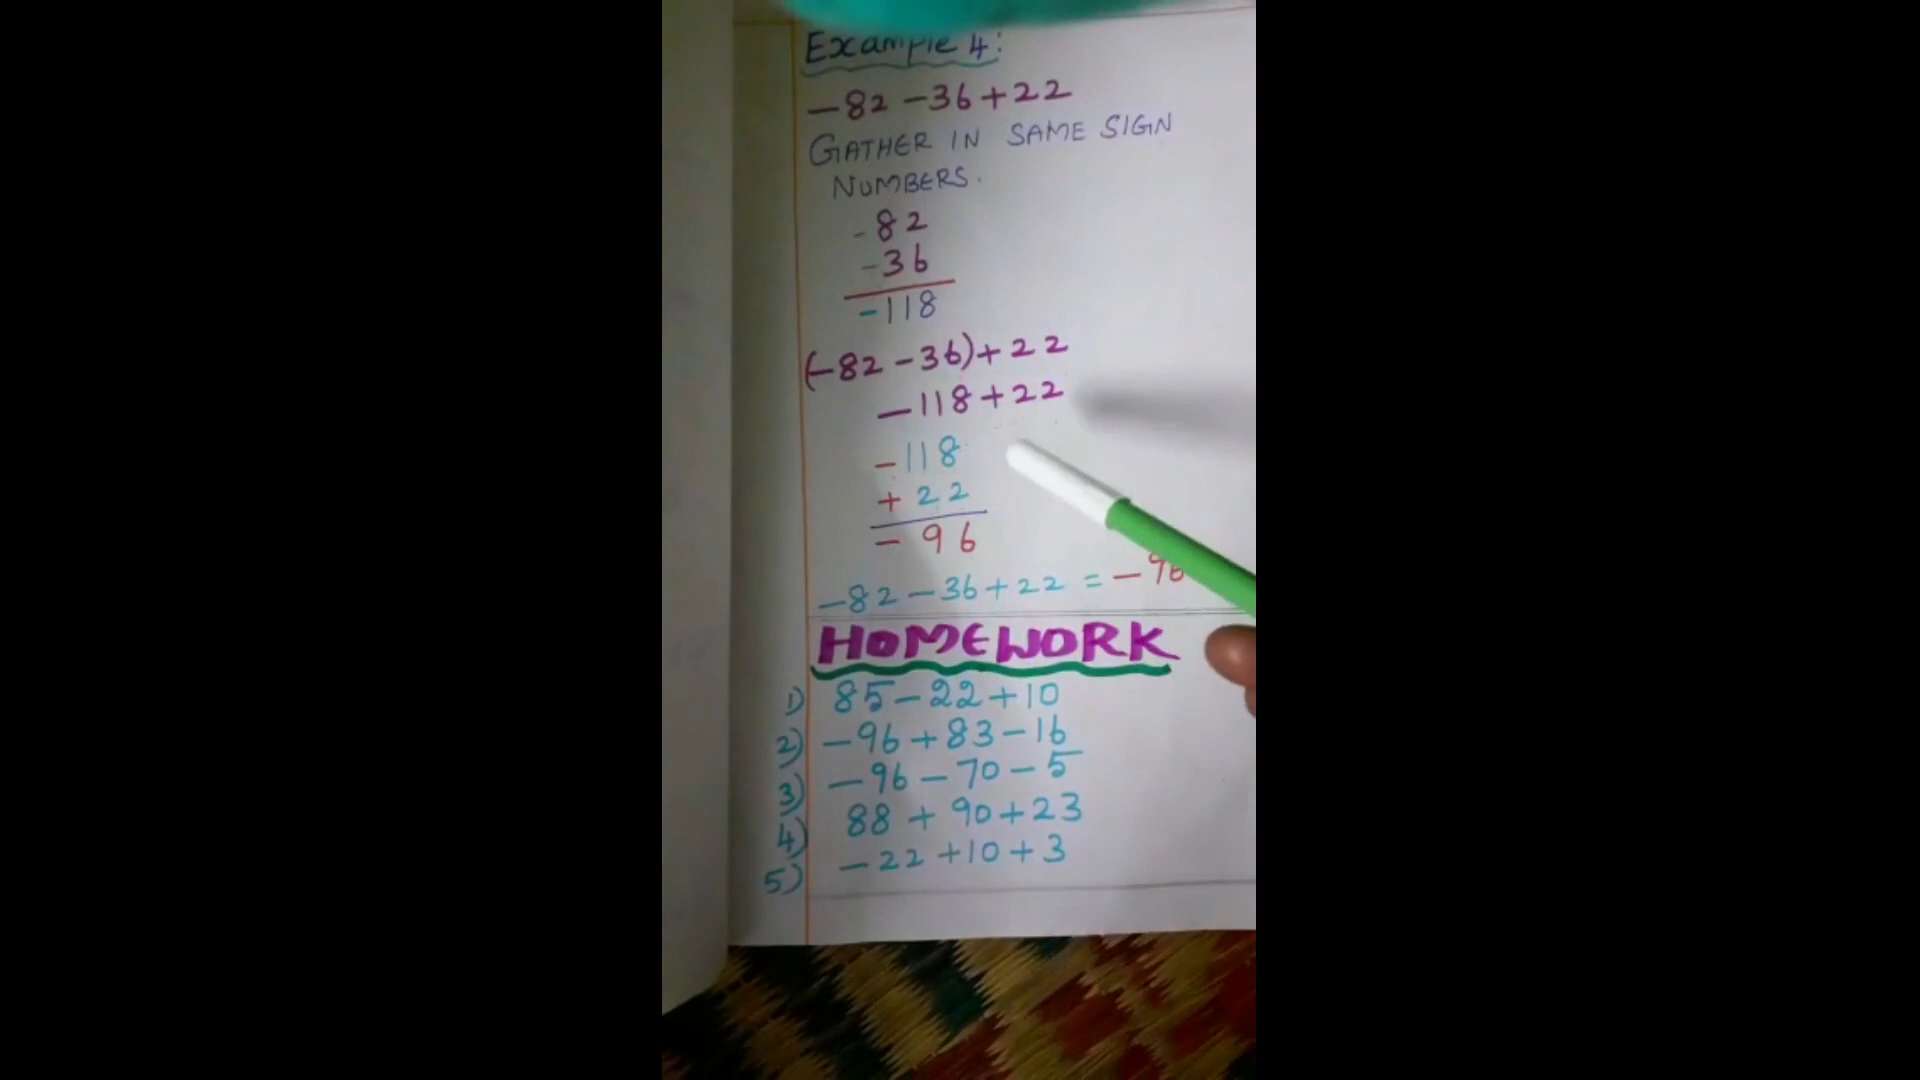 Example 4:
-82-36+22
GATHER IN SAME SIGN
NUMBERS.
-82
-36
-118
(-82-36)+22
-118+22
-118
+22
-96
-82-36+22 = -96
HOMEWORK
1) 85-22+10
2) -96+83-16
3) -96-70-5
4) 88+90+23
5) -22+10+3